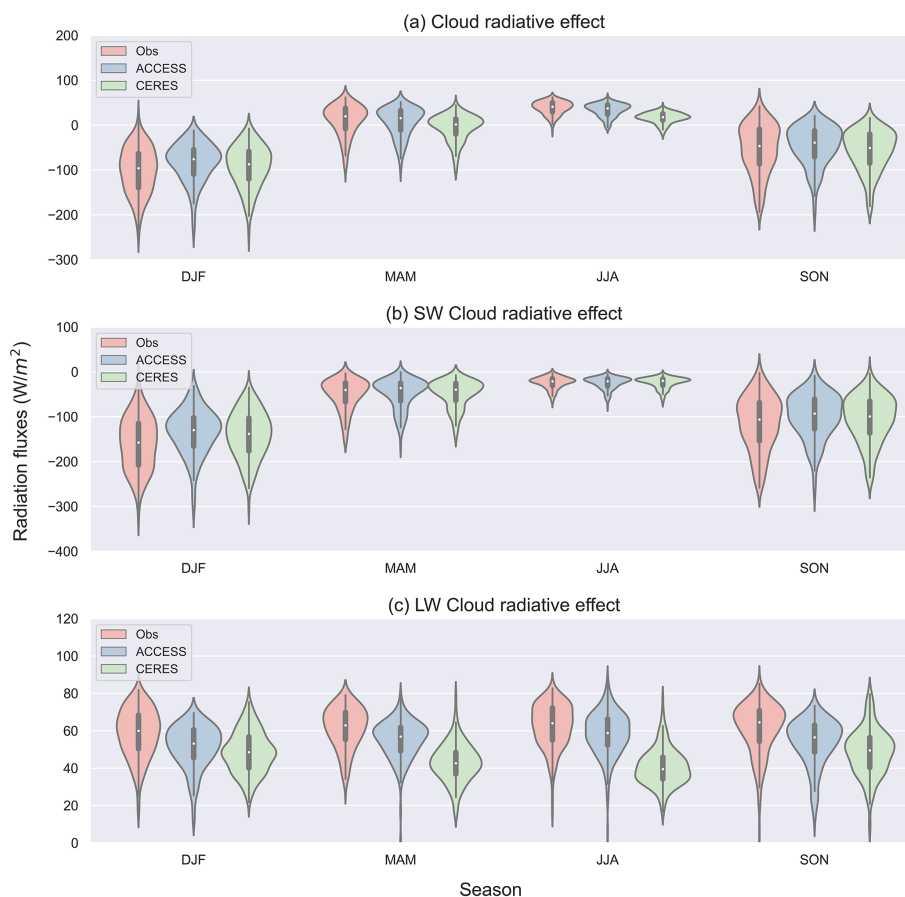 (a) Cloud radiative effect
200
100
0
−100
−200
−300
Obs
ACCESS
CERES
DJF MAM JJA SON
(b) SW Cloud radiative effect
100
0
−100
−200
−300
−400
Obs
ACCESS
CERES
DJF MAM JJA SON
Radiation fluxes (W/m²)
(c) LW Cloud radiative effect
120
100
80
60
40
20
0
Obs
ACCESS
CERES
DJF MAM JJA SON
Season